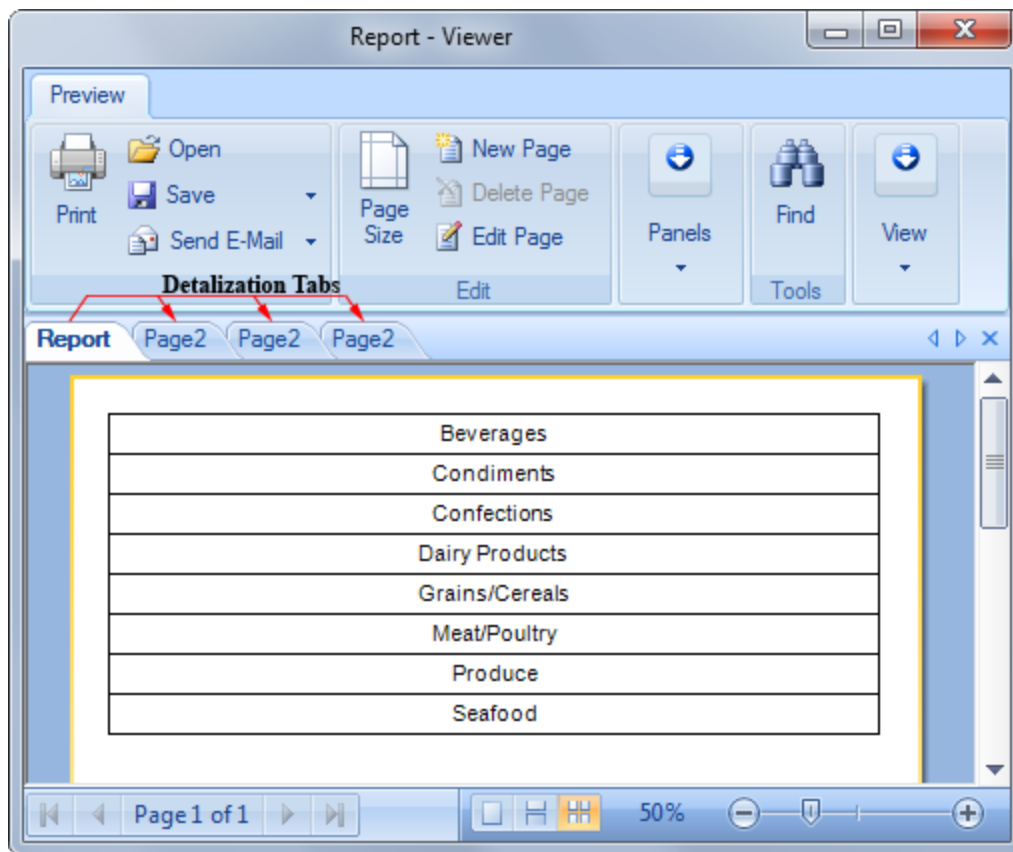 Report - Viewer
Preview
Print
Open
Save
Send E-Mail
Page
Size
New Page
Delete Page
Edit Page
Panels
Find
View
Detalization Tabs
Edit
Tools
Report Page2 Page2 Page2
Beverages
Condiments
Confections
Dairy Products
Grains/Cereals
Meat/Poultry
Produce
Seafood
Page 1 of 1 50%